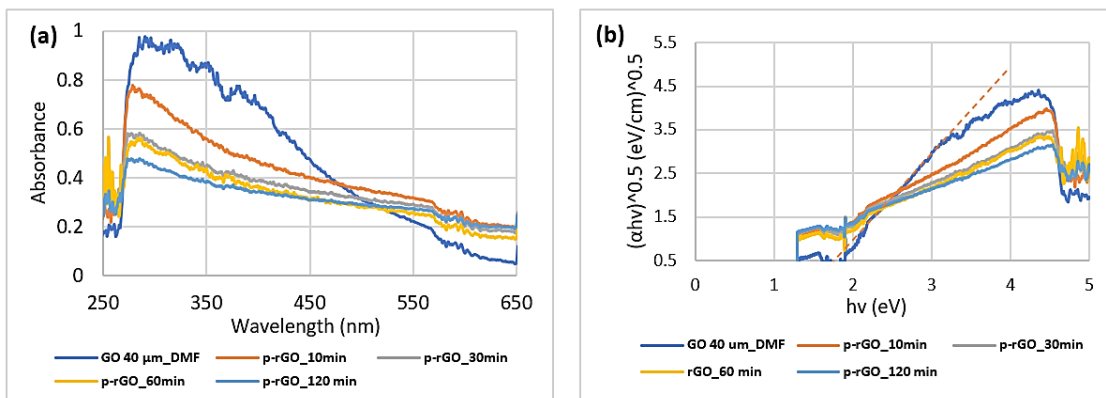 (a)
1
0.8
0.6
0.4
0.2
0
Absorbance
250 350 450 550 650
Wavelength (nm)
GO 40 µm_DMF p-rGO_10min p-rGO_30min
p-rGO_60min p-rGO_120 min
(b)
5.5
4.5
3.5
2.5
1.5
0.5
(αhv)^0.5 (eV/cm)^0.5
0 1 2 3 4 5
hv (eV)
GO 40 um_DMF p-rGO_10min p-rGO_30min
rGO_60 min p-rGO_120 min